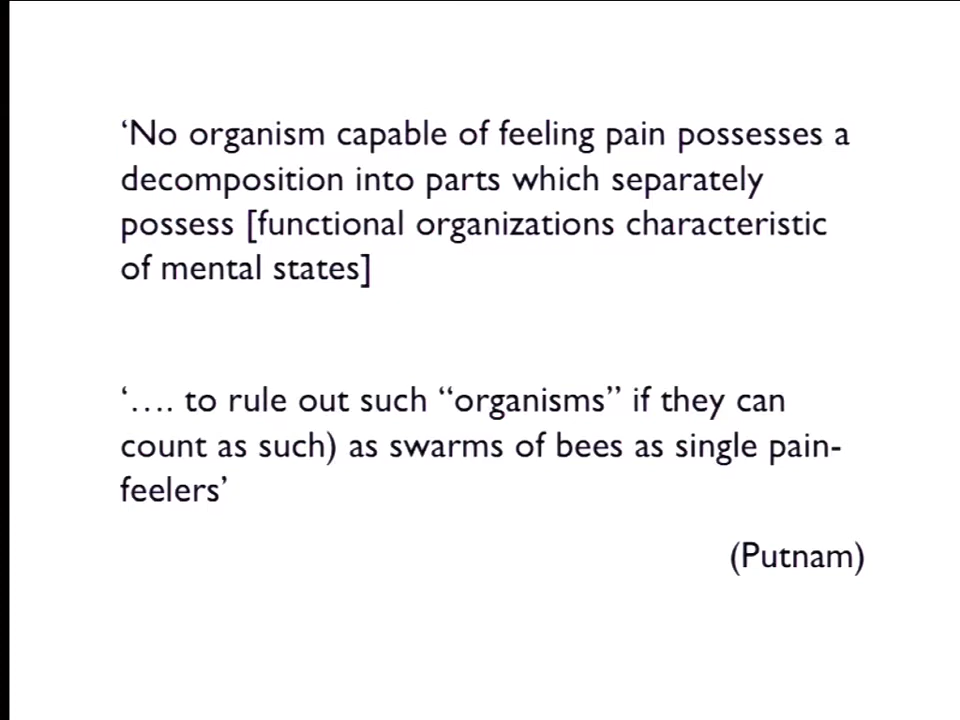 ‘No organism capable of feeling pain possesses a
decomposition into parts which separately
possess [functional organizations characteristic
of mental states]
‘…. to rule out such “organisms” if they can
count as such) as swarms of bees as single pain-
feelers’
(Putnam)